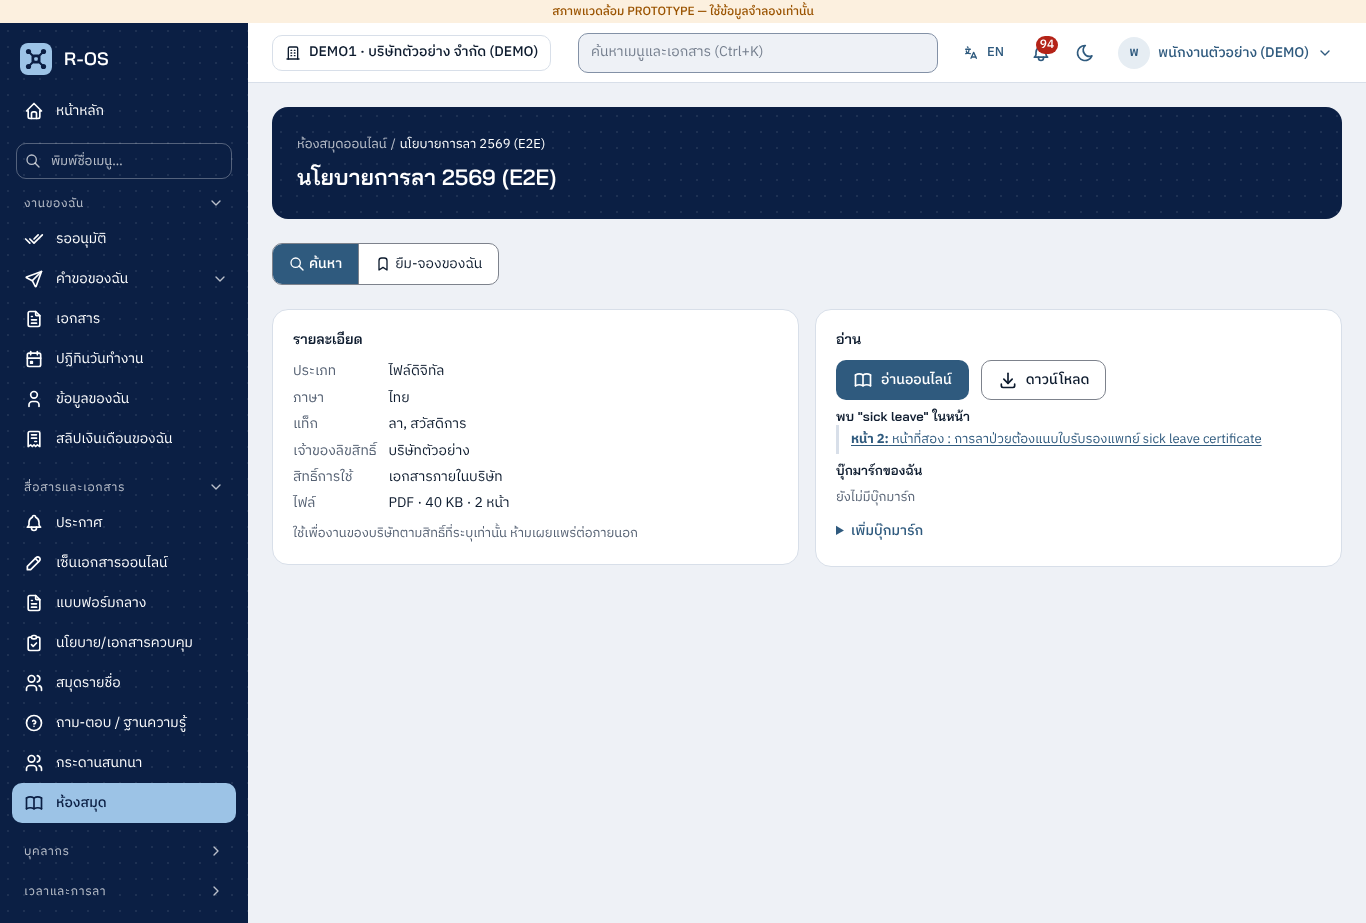 สภาพแวดล้อม PROTOTYPE — ใช้ข้อมูลจำลองเท่านั้น
R-OS
DEMO1 · บริษัทตัวอย่าง จำกัด (DEMO)
ค้นหาเมนูและเอกสาร (Ctrl+K)
EN
94
พ
พนักงานตัวอย่าง (DEMO)
หน้าหลัก
พิมพ์ชื่อเมนู...
งานของฉัน
รออนุมัติ
คำขอของฉัน
เอกสาร
ปฏิทินวันทำงาน
ข้อมูลของฉัน
สลิปเงินเดือนของฉัน
สื่อสารและเอกสาร
ประกาศ
เซ็นเอกสารออนไลน์
แบบฟอร์มกลาง
นโยบาย/เอกสารควบคุม
สมุดรายชื่อ
ถาม-ตอบ / ฐานความรู้
กระดานสนทนา
ห้องสมุด
บุคลากร
เวลาและการลา
ห้องสมุดออนไลน์ / นโยบายการลา 2569 (E2E)
นโยบายการลา 2569 (E2E)
ค้นหา
ยืม-จองของฉัน
รายละเอียด
ประเภท ไฟล์ดิจิทัล
ภาษา ไทย
แท็ก ลา, สวัสดิการ
เจ้าของลิขสิทธิ์ บริษัทตัวอย่าง
สิทธิ์การใช้ เอกสารภายในบริษัท
ไฟล์ PDF · 40 KB · 2 หน้า
ใช้เพื่องานของบริษัทตามสิทธิ์ที่ระบุเท่านั้น ห้ามเผยแพร่ต่อภายนอก
อ่าน
อ่านออนไลน์
ดาวน์โหลด
พบ "sick leave" ในหน้า
หน้า 2: หน้าที่สอง : การลาป่วยต้องแนบใบรับรองแพทย์ sick leave certificate
บุ๊กมาร์กของฉัน
ยังไม่มีบุ๊กมาร์ก
เพิ่มบุ๊กมาร์ก